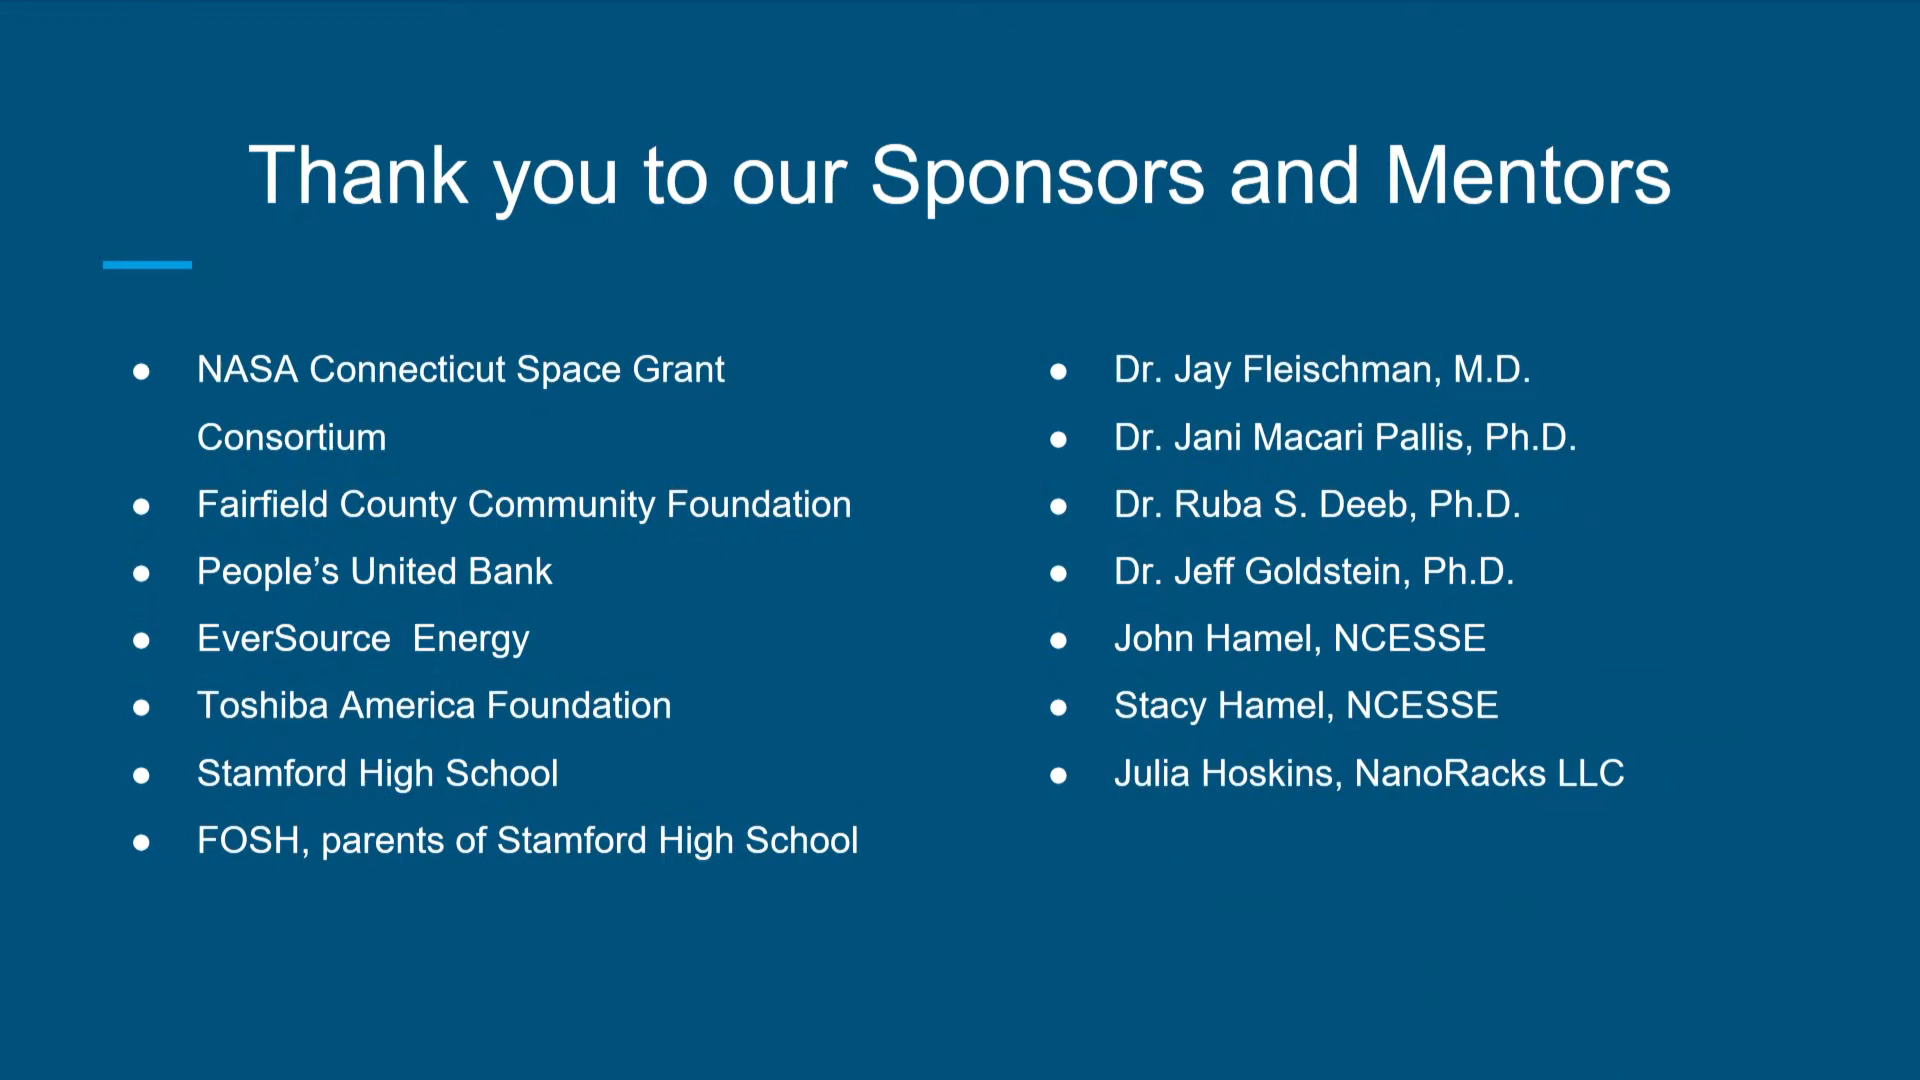 Thank you to our Sponsors and Mentors
● NASA Connecticut Space Grant
Consortium
● Fairfield County Community Foundation
● People’s United Bank
● EverSource  Energy
● Toshiba America Foundation
● Stamford High School
● FOSH, parents of Stamford High School
● Dr. Jay Fleischman, M.D.
● Dr. Jani Macari Pallis, Ph.D.
● Dr. Ruba S. Deeb, Ph.D.
● Dr. Jeff Goldstein, Ph.D.
● John Hamel, NCESSE
● Stacy Hamel, NCESSE
● Julia Hoskins, NanoRacks LLC